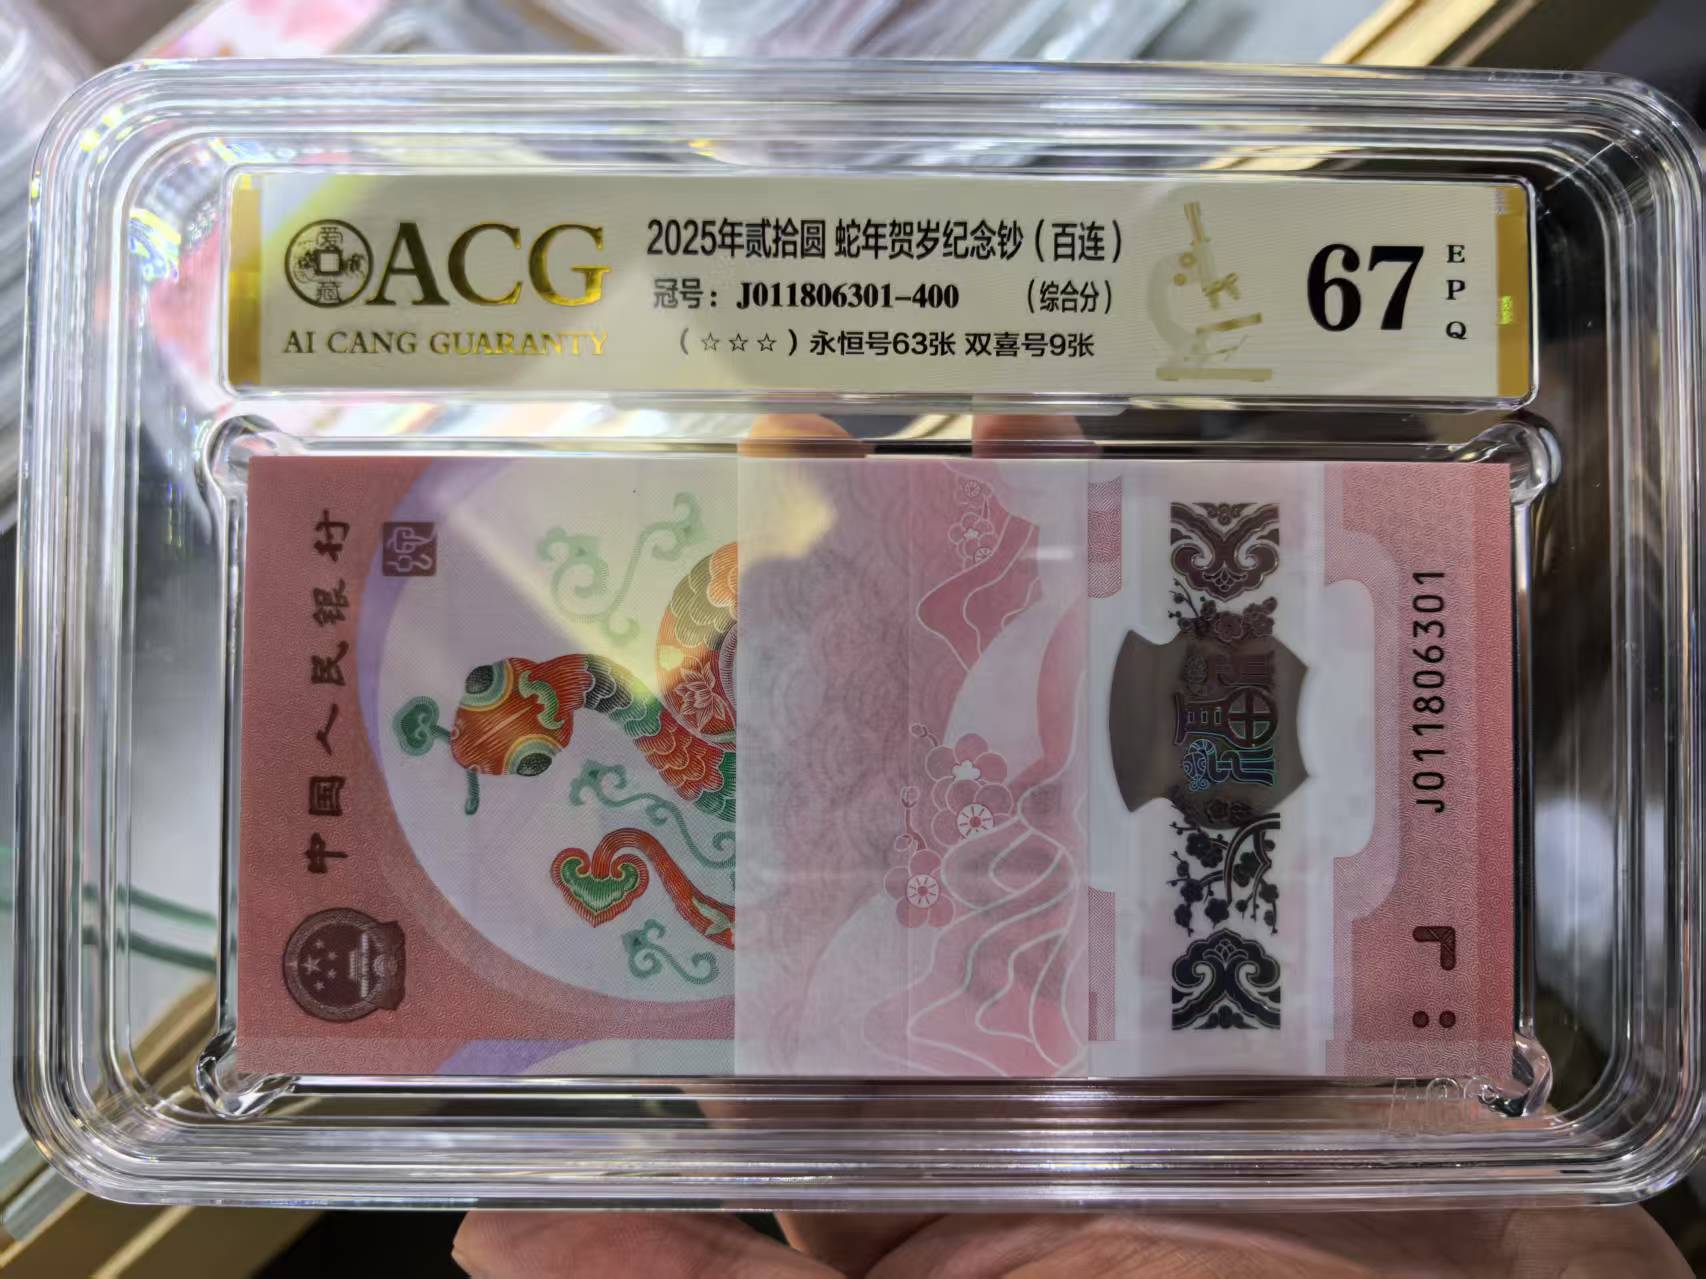 ACG
AI CANG GUARANTY
2025年贰拾圆 蛇年贺岁纪念钞（百连）
冠号：J011806301-400 （综合分）
（☆☆☆）永恒号63张 双喜号9张
67
EPQ
中国人民银行
福
J011806301